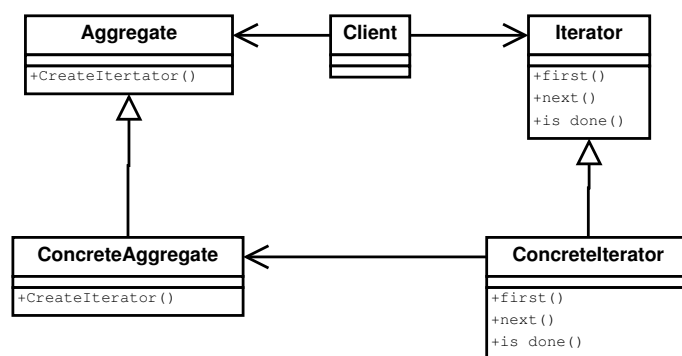 Aggregate
+CreateItertator()
Client
Iterator
+first()
+next()
+is done()
ConcreteAggregate
+CreateIterator()
ConcreteIterator
+first()
+next()
+is done()